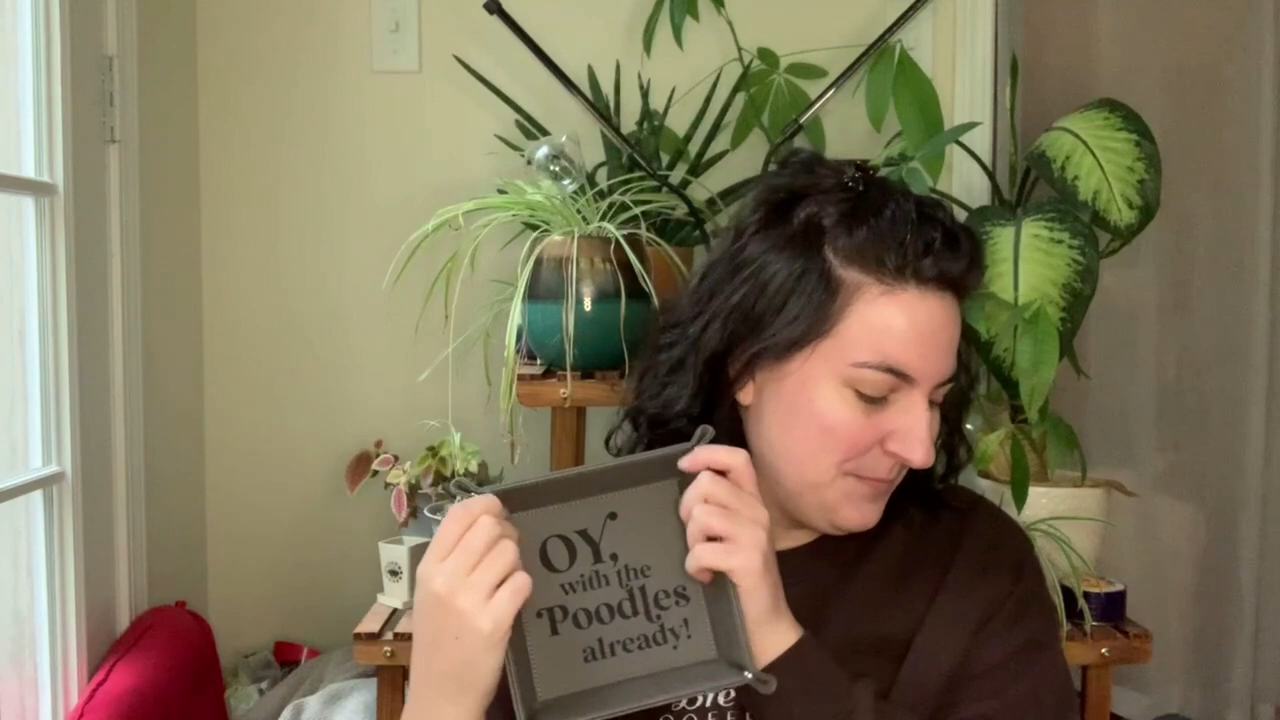 OY,
with the
Poodles
already!